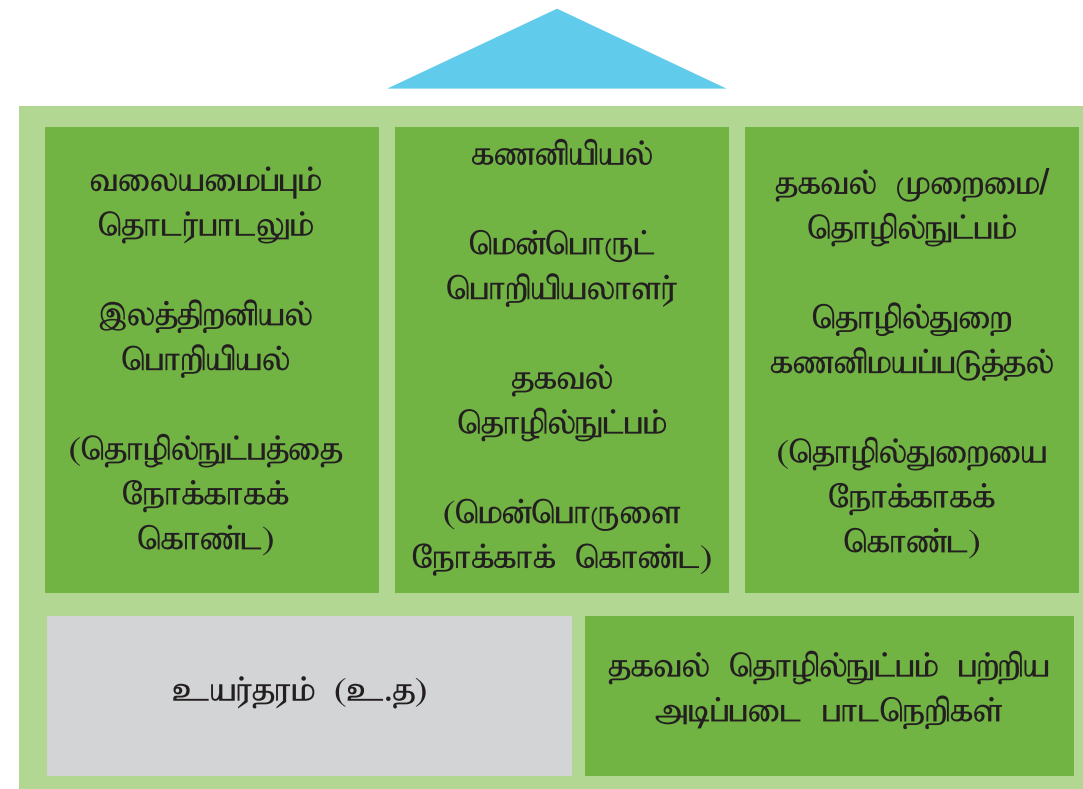 வலையமைப்பும்
தொடர்பாடலும்
இலத்திறனியல்
பொறியியல்
(தொழில்நுட்பத்தை
நோக்காகக்
கொண்ட)
கணனியியல்
மென்பொருட்
பொறியியலாளர்
தகவல்
தொழில்நுட்பம்
(மென்பொருளை
நோக்காக் கொண்ட)
தகவல் முறைமை/
தொழில்நுட்பம்
தொழில்துறை
கணனிமயப்படுத்தல்
(தொழில்துறையை
நோக்காகக்
கொண்ட)
உயர்தரம் (உ.த)
தகவல் தொழில்நுட்பம் பற்றிய
அடிப்படை பாடநெறிகள்